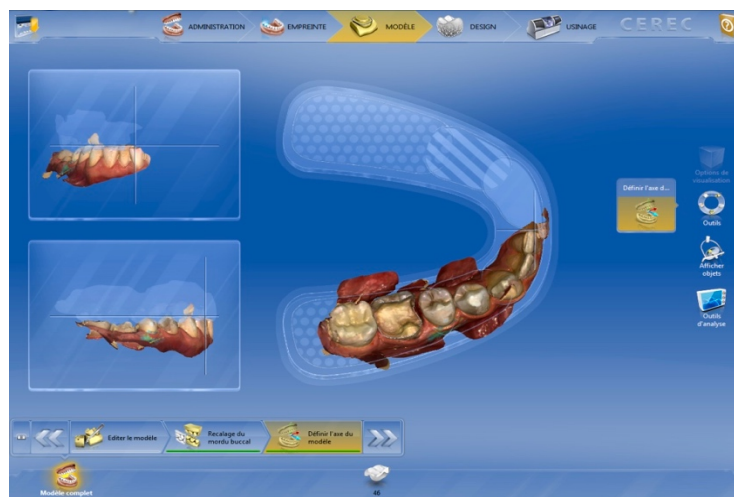 ADMINISTRATION
EMPREINTE
MODÈLE
DESIGN
USINAGE
CEREC
?
Définir l'axe d...
Options de
visualisation
Outils
Afficher
objets
Outils
d'analyse
Editer le modèle
Recalage du
mordu buccal
Définir l'axe du
modèle
Modèle complet
46